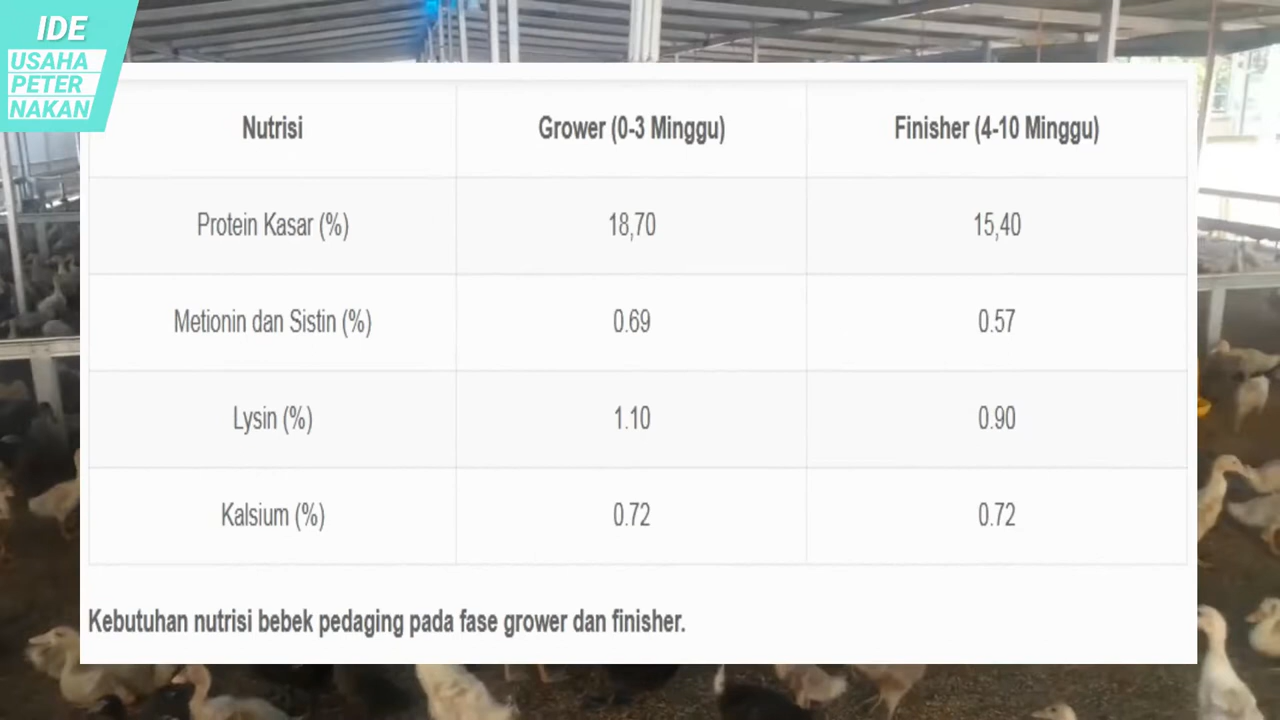 IDE
USAHA
PETER
NAKAN
Nutrisi Grower (0-3 Minggu) Finisher (4-10 Minggu)
Protein Kasar (%) 18,70 15,40
Metionin dan Sistin (%) 0.69 0.57
Lysin (%) 1.10 0.90
Kalsium (%) 0.72 0.72
Kebutuhan nutrisi bebek pedaging pada fase grower dan finisher.